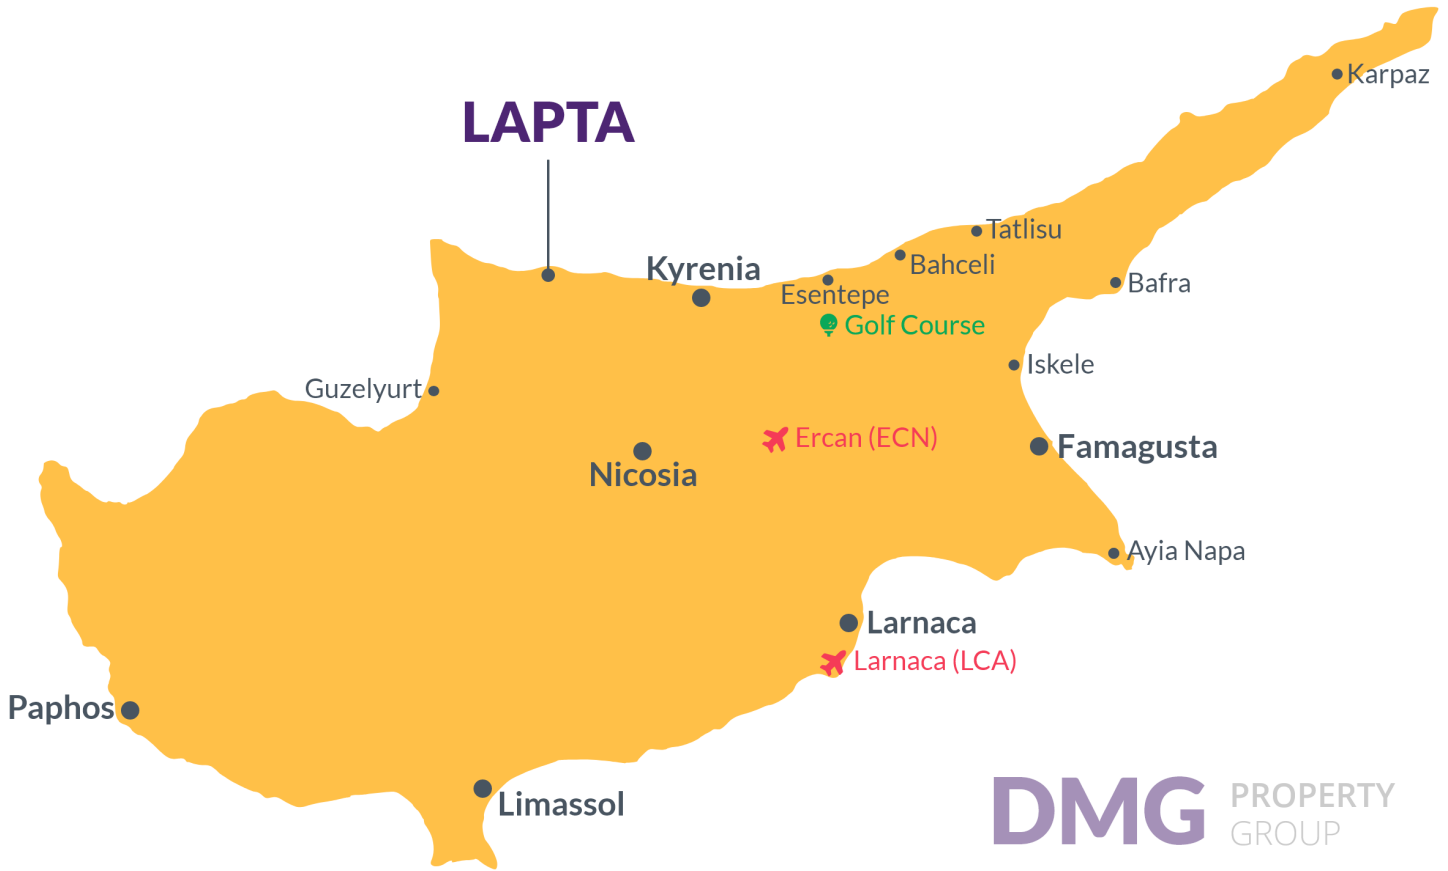 Karpaz
LAPTA
Tatlisu
Kyrenia
Bahceli
Bafra
Esentepe
Golf Course
Iskele
Guzelyurt
Ercan (ECN)
Famagusta
Nicosia
Ayia Napa
Larnaca
Larnaca (LCA)
Paphos
Limassol
DMG PROPERTY
GROUP